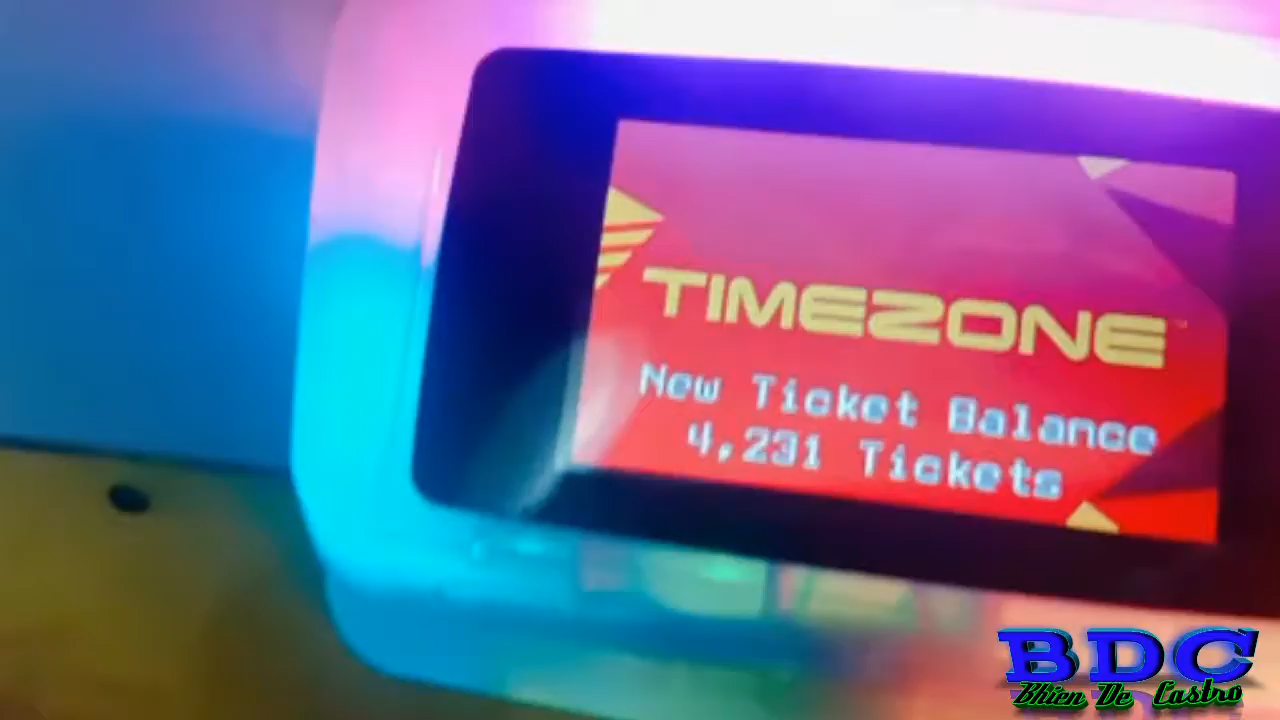 TIMEZONE
New Ticket Balance
4,231 Tickets
BDC
Bhien De Castro